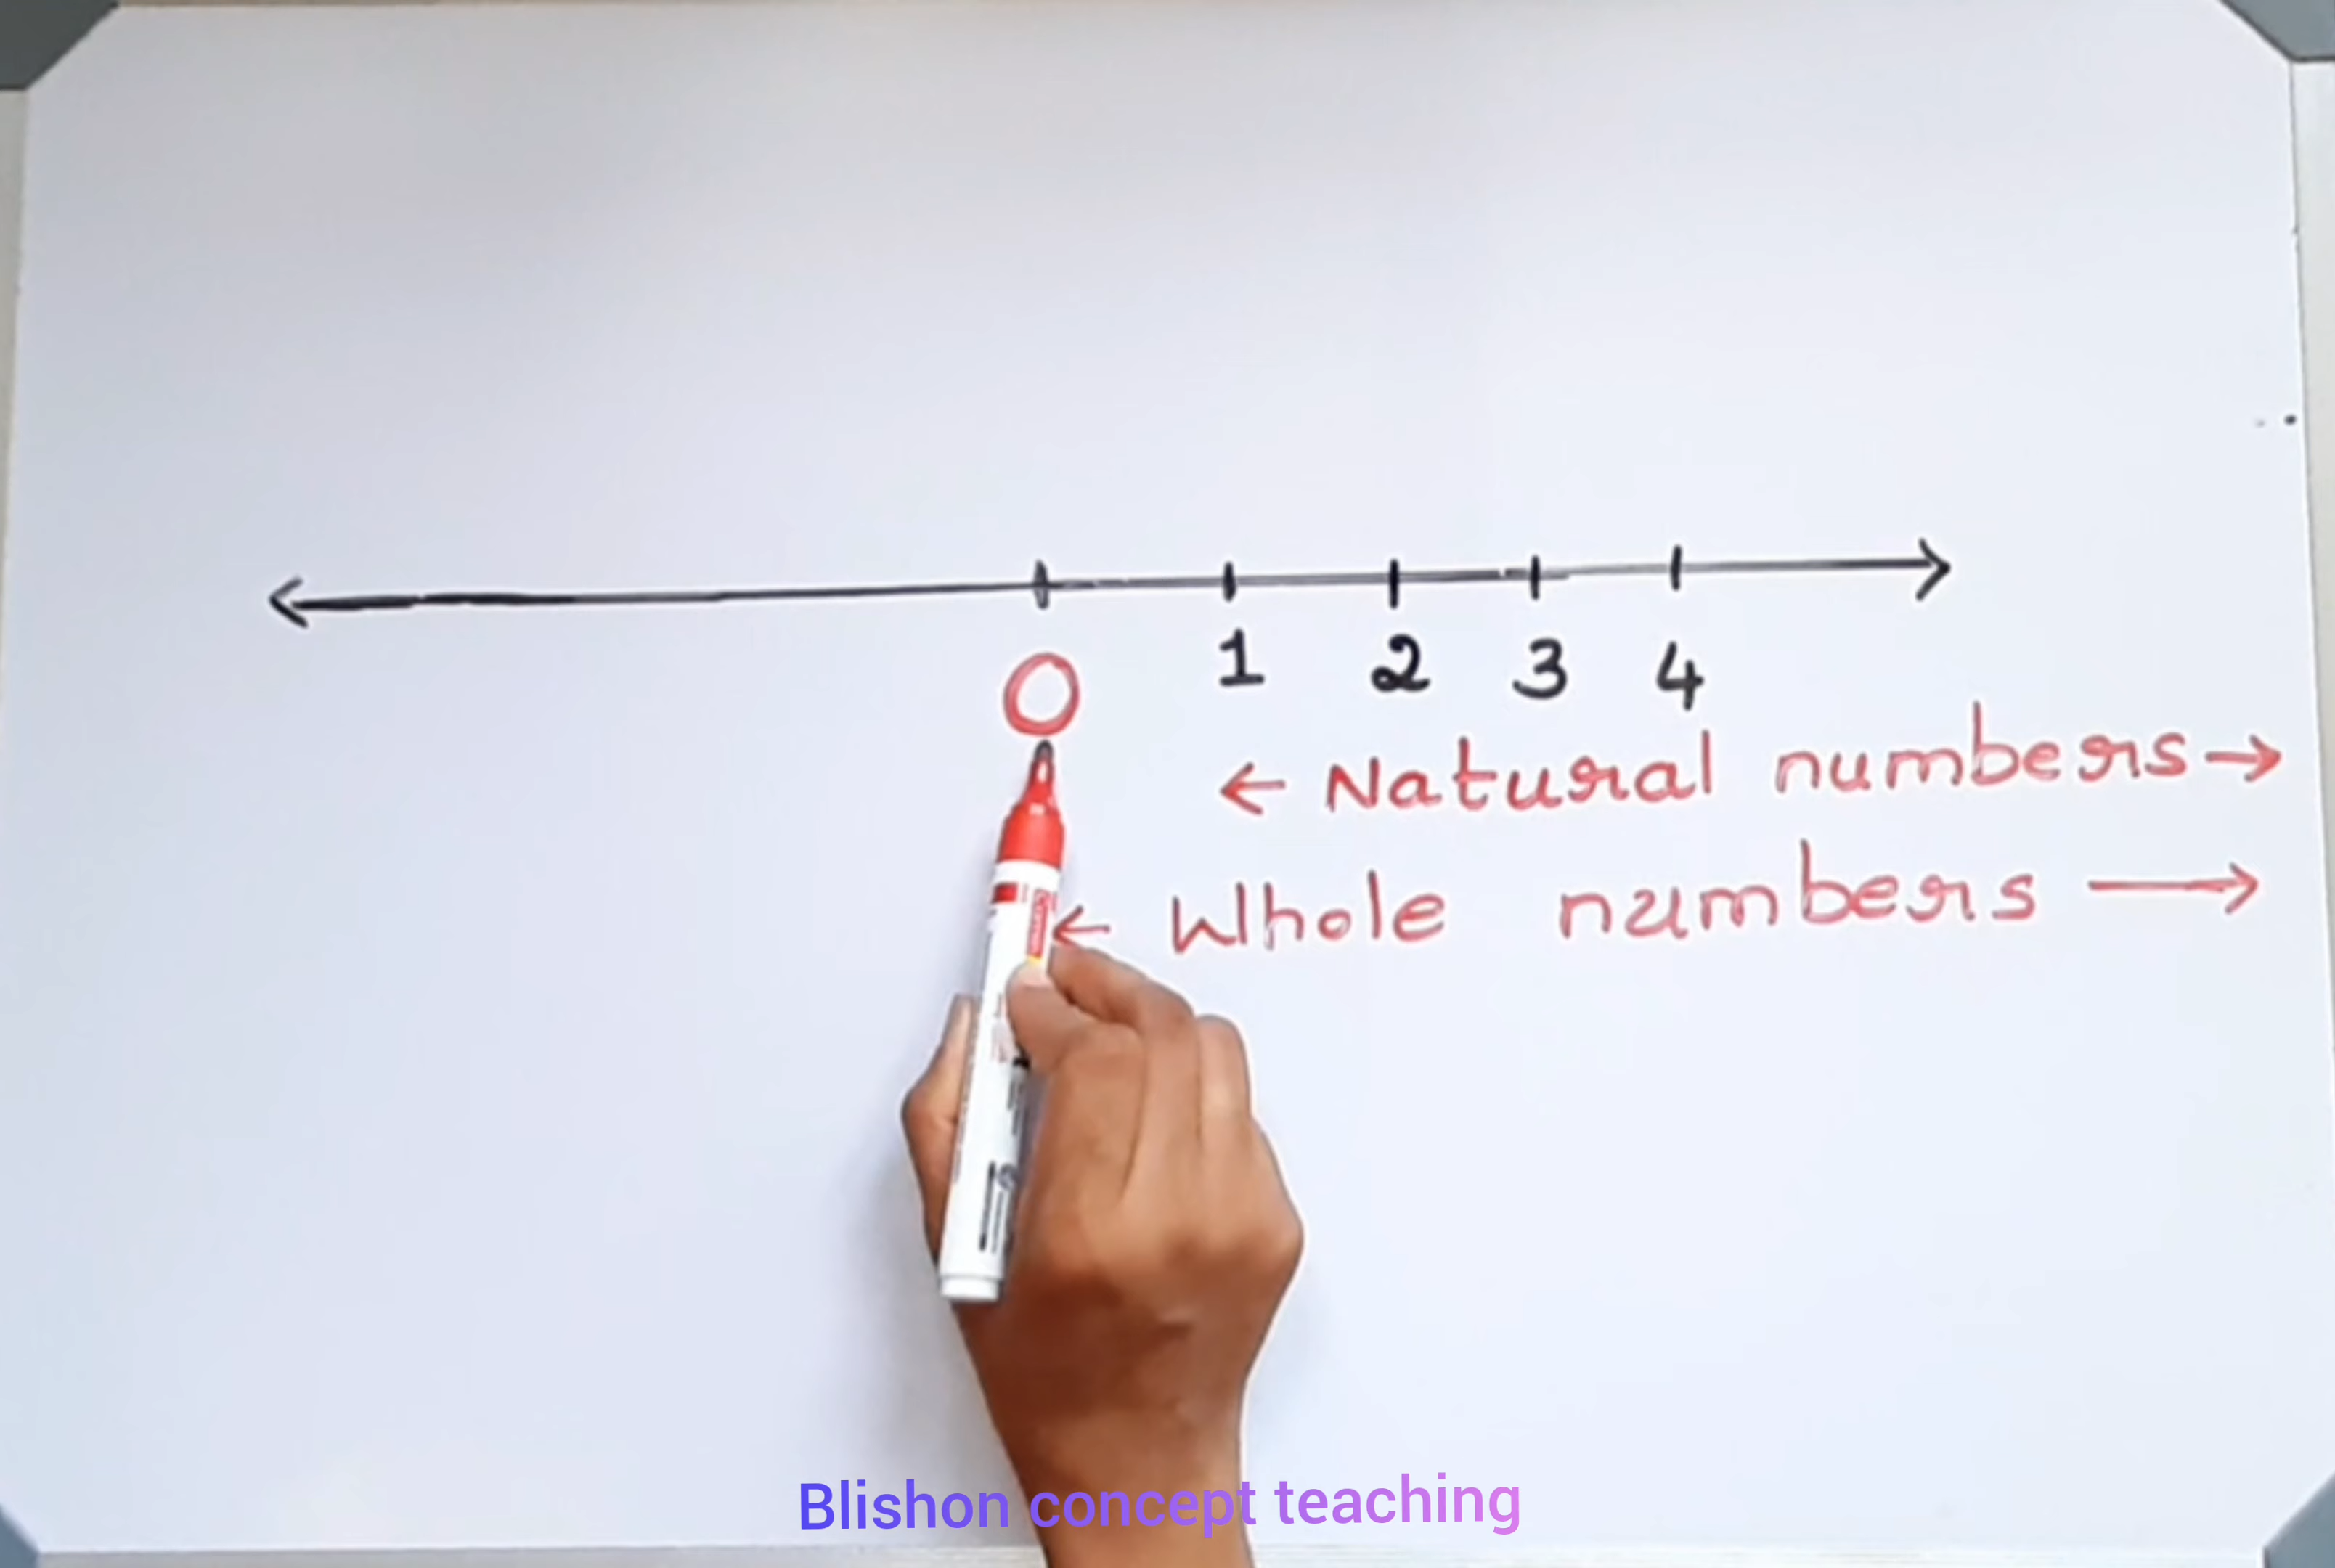 0 1 2 3 4
← Natural numbers →
← Whole numbers →
Blishon concept teaching